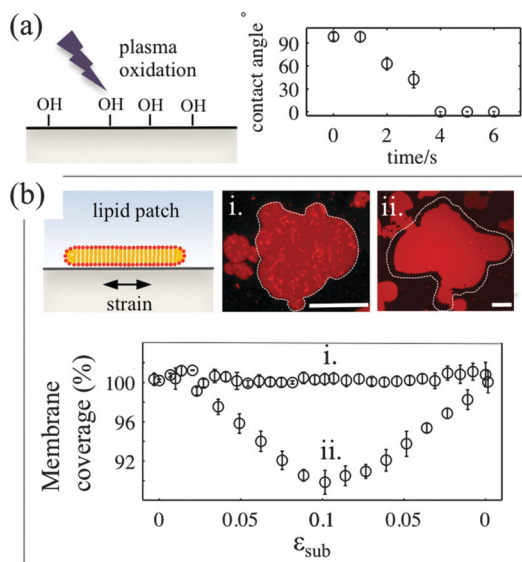 (a)
plasma
oxidation
OH OH OH OH
contact angle °
90
60
30
0
0 2 4 6
time/s
(b)
lipid patch
strain
i.
ii.
Membrane
coverage (%)
100
96
92
i.
ii.
0 0.05 0.1 0.05 0
εsub